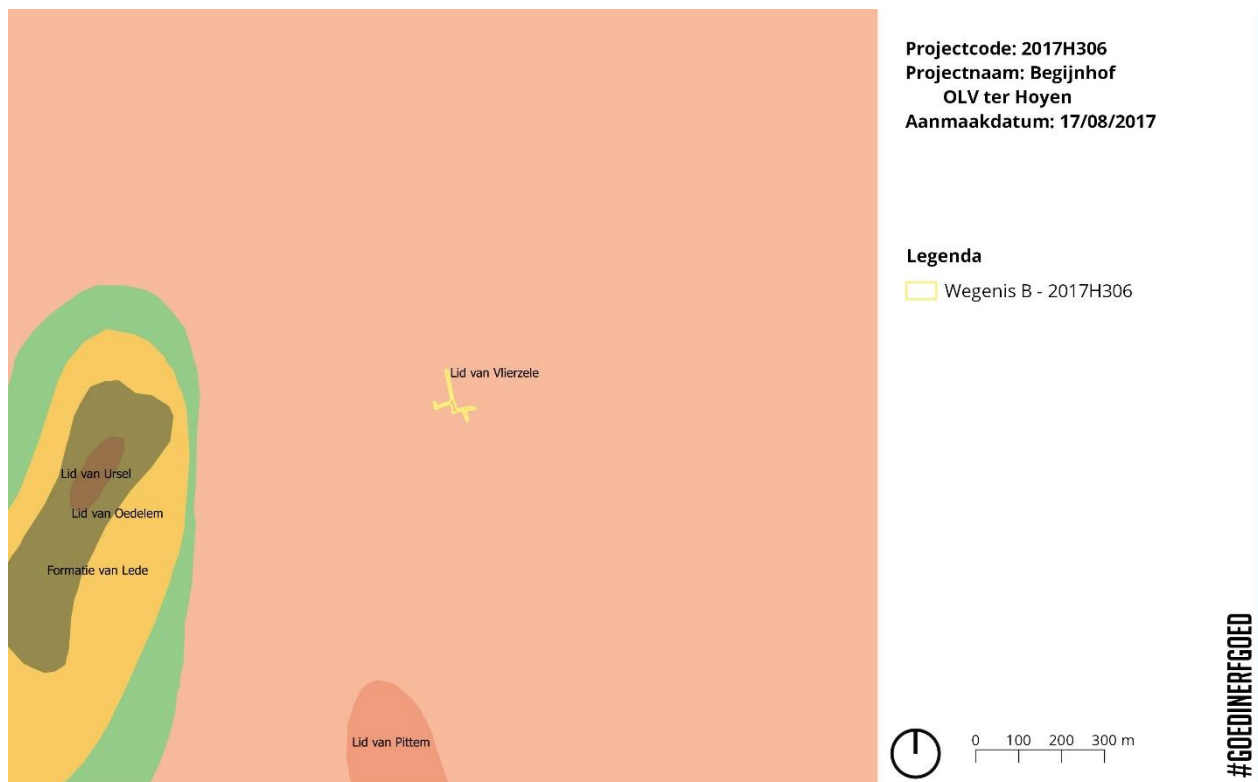 Projectcode: 2017H306
Projectnaam: Begijnhof
OLV ter Hoyen
Aanmaakdatum: 17/08/2017
Legenda
Wegenis B - 2017H306
Lid van Vlierzele
Lid van Ursel
Lid van Oedelem
Formatie van Lede
Lid van Pittem
0 100 200 300 m
#GOEDINERFGOED